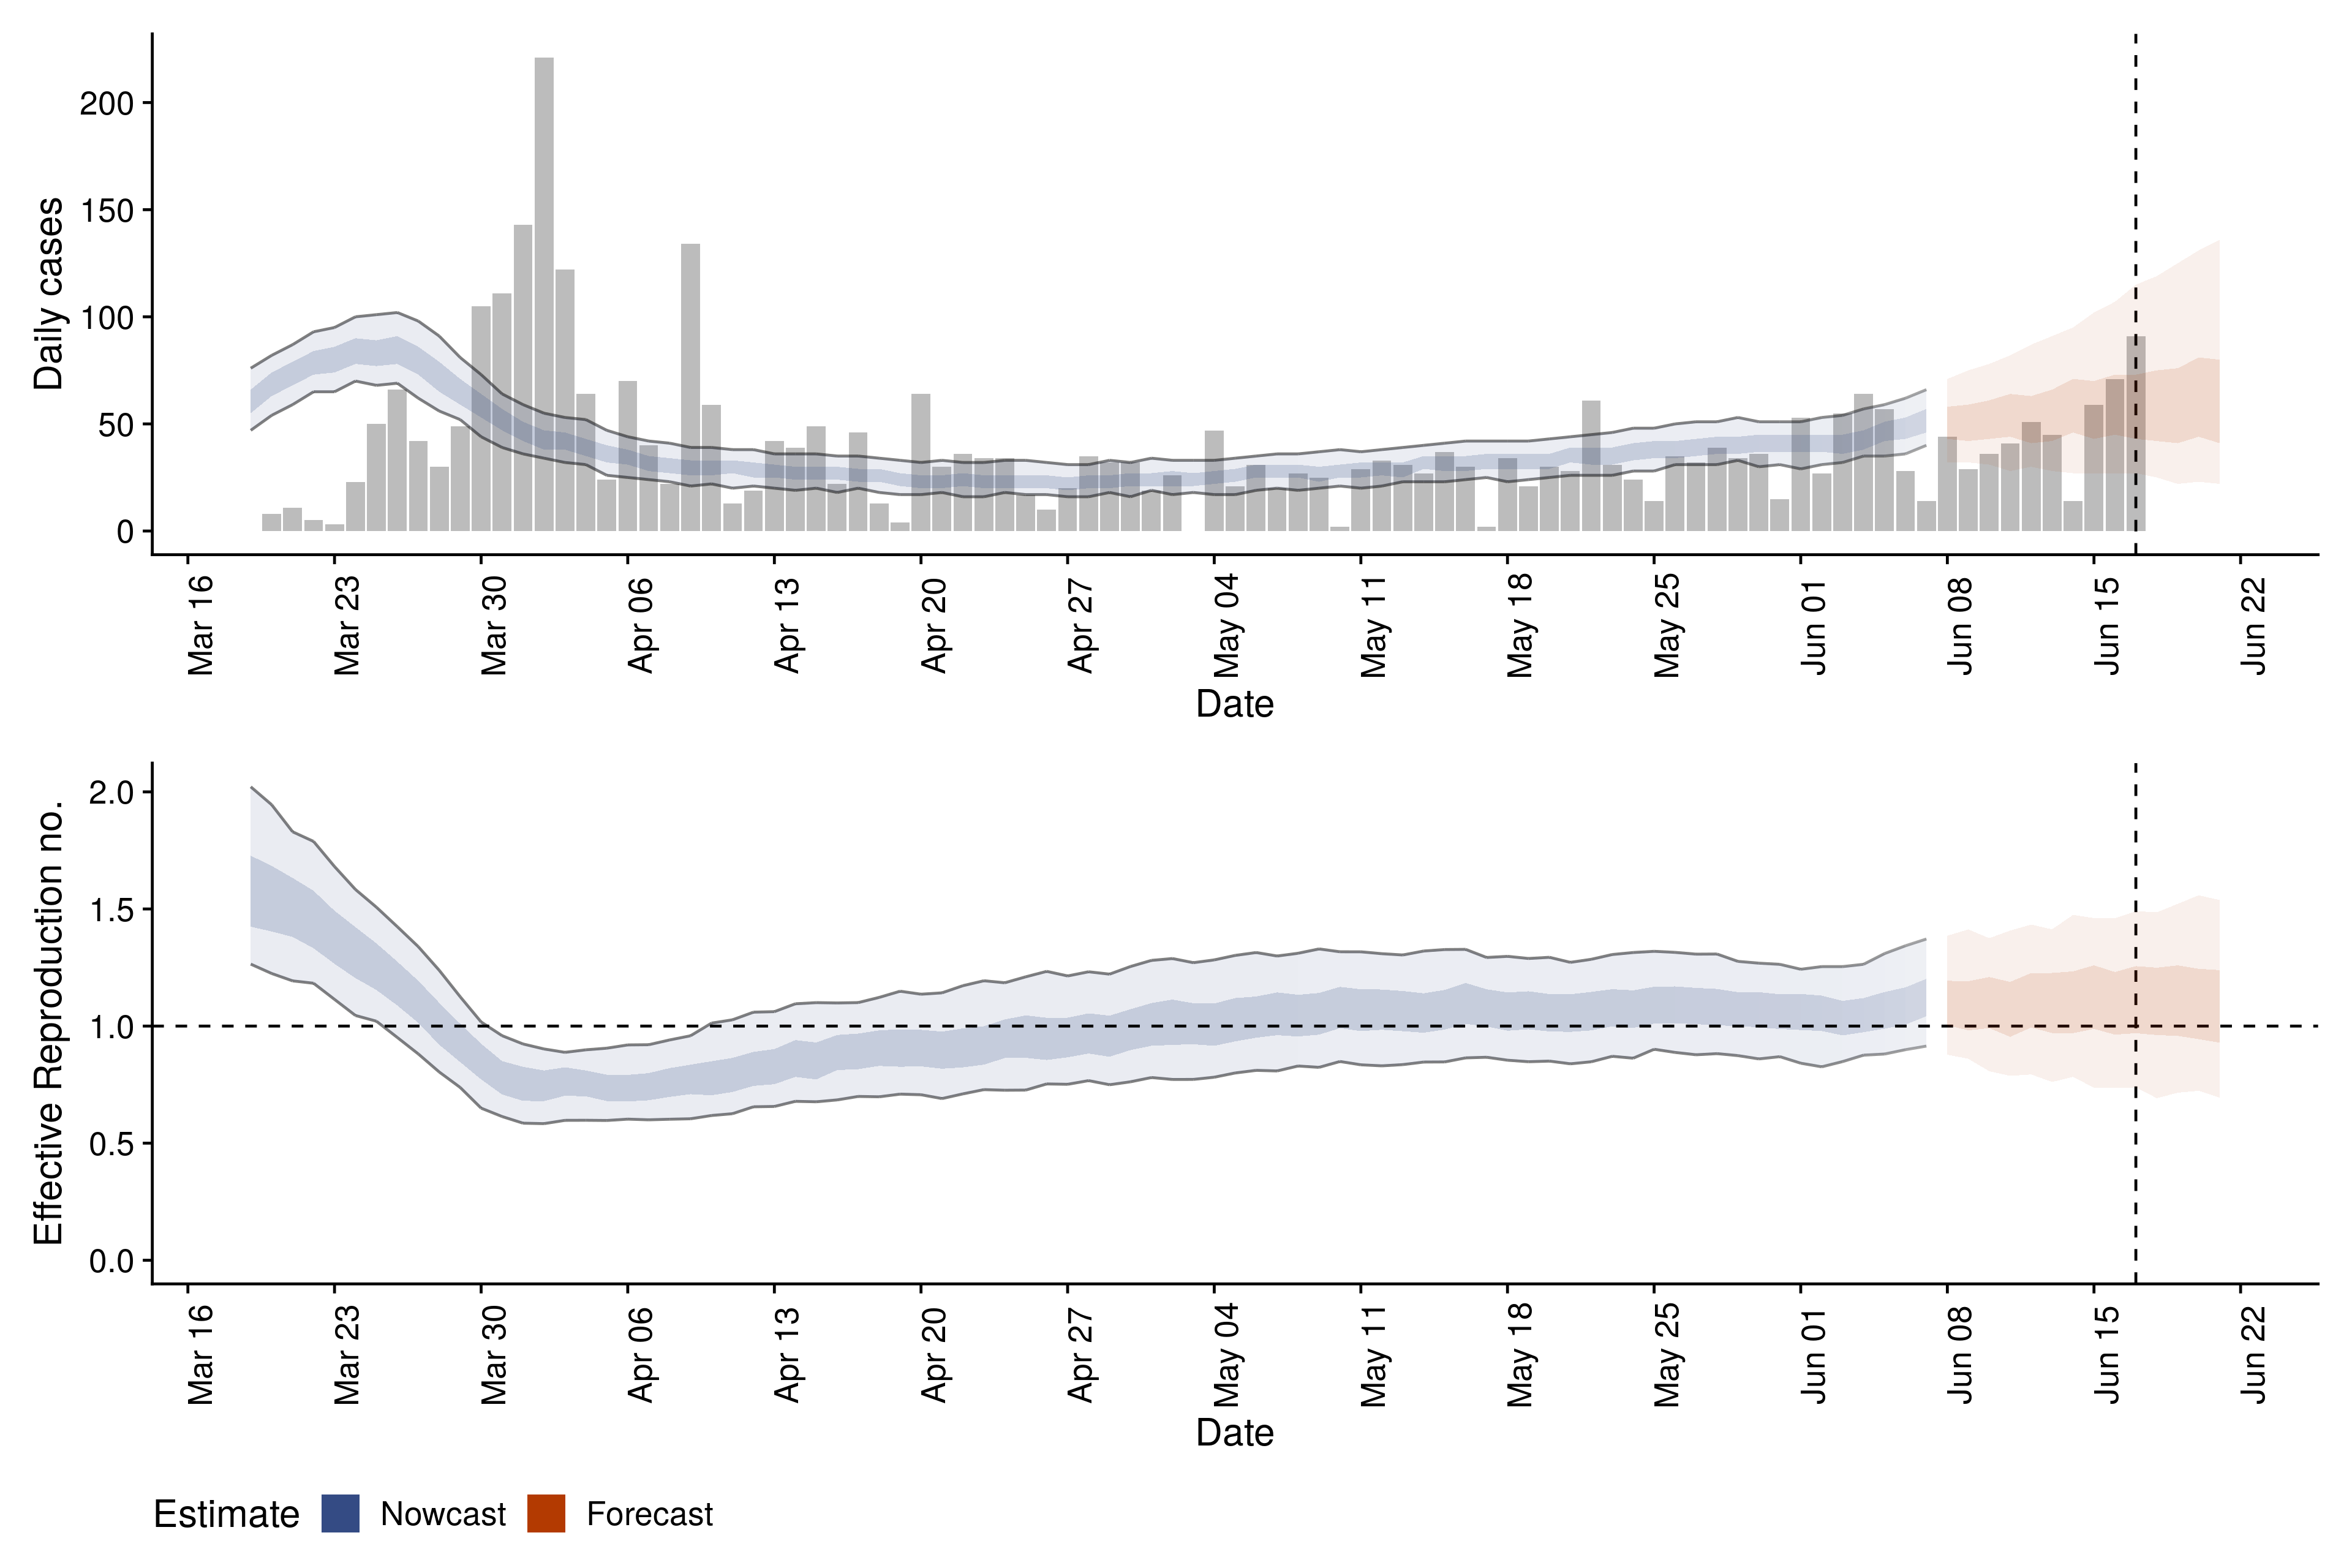 Daily cases
200
150
100
50
0
Mar 16
Mar 23
Mar 30
Apr 06
Apr 13
Apr 20
Apr 27
May 04
May 11
May 18
May 25
Jun 01
Jun 08
Jun 15
Jun 22
Date
Effective Reproduction no.
2.0
1.5
1.0
0.5
0.0
Mar 16
Mar 23
Mar 30
Apr 06
Apr 13
Apr 20
Apr 27
May 04
May 11
May 18
May 25
Jun 01
Jun 08
Jun 15
Jun 22
Date
Estimate Nowcast Forecast